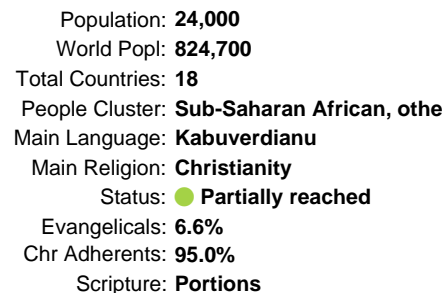 Population: 24,000
World Popl: 824,700
Total Countries: 18
People Cluster: Sub-Saharan African, othe
Main Language: Kabuverdianu
Main Religion: Christianity
Status: Partially reached
Evangelicals: 6.6%
Chr Adherents: 95.0%
Scripture: Portions